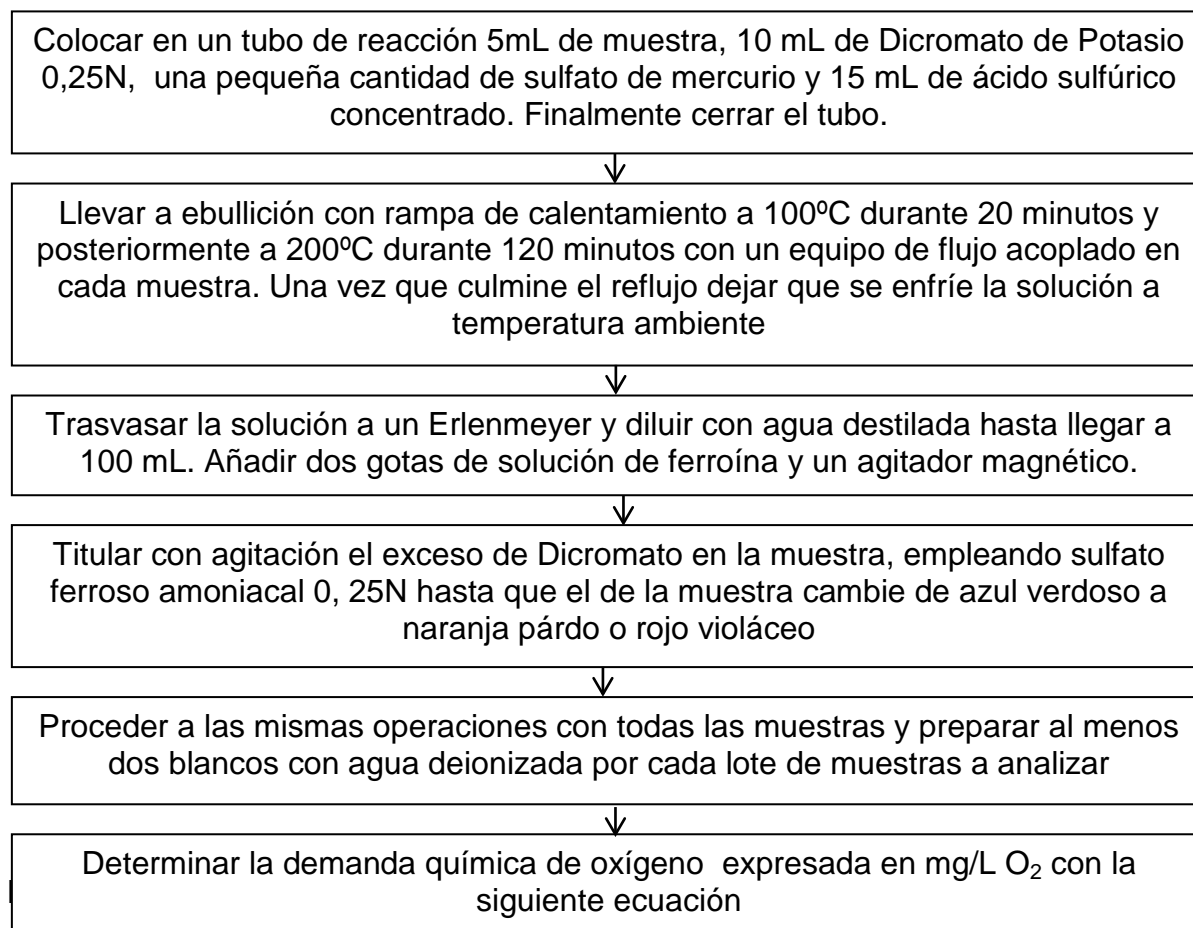 Colocar en un tubo de reacción 5mL de muestra, 10 mL de Dicromato de Potasio
0,25N, una pequeña cantidad de sulfato de mercurio y 15 mL de ácido sulfúrico
concentrado. Finalmente cerrar el tubo.
Llevar a ebullición con rampa de calentamiento a 100ºC durante 20 minutos y
posteriormente a 200ºC durante 120 minutos con un equipo de flujo acoplado en
cada muestra. Una vez que culmine el reflujo dejar que se enfríe la solución a
temperatura ambiente
Trasvasar la solución a un Erlenmeyer y diluir con agua destilada hasta llegar a
100 mL. Añadir dos gotas de solución de ferroína y un agitador magnético.
Titular con agitación el exceso de Dicromato en la muestra, empleando sulfato
ferroso amoniacal 0, 25N hasta que el de la muestra cambie de azul verdoso a
naranja párdo o rojo violáceo
Proceder a las mismas operaciones con todas las muestras y preparar al menos
dos blancos con agua deionizada por cada lote de muestras a analizar
Determinar la demanda química de oxígeno expresada en mg/L O₂ con la
siguiente ecuación